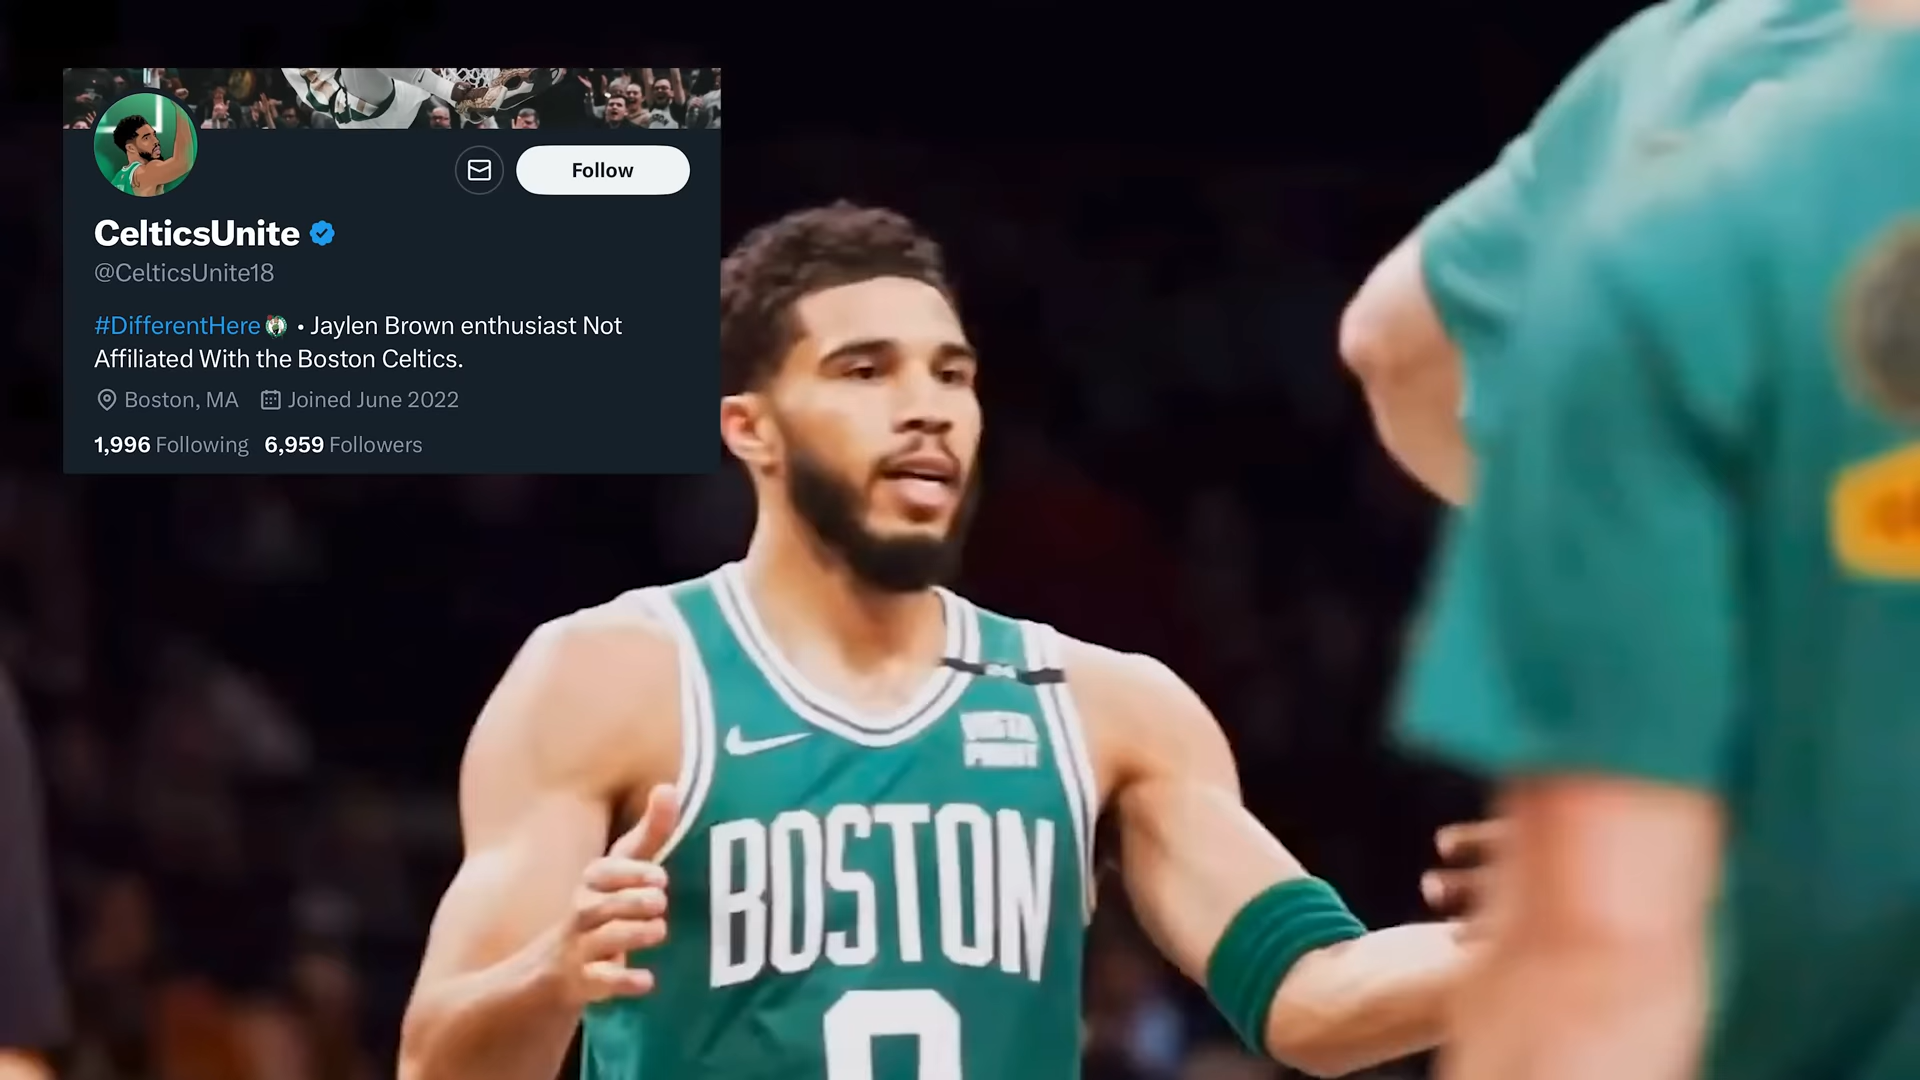 Follow
CelticsUnite
@CelticsUnite18
#DifferentHere • Jaylen Brown enthusiast Not
Affiliated With the Boston Celtics.
Boston, MA Joined June 2022
1,996 Following 6,959 Followers
BOSTON
0